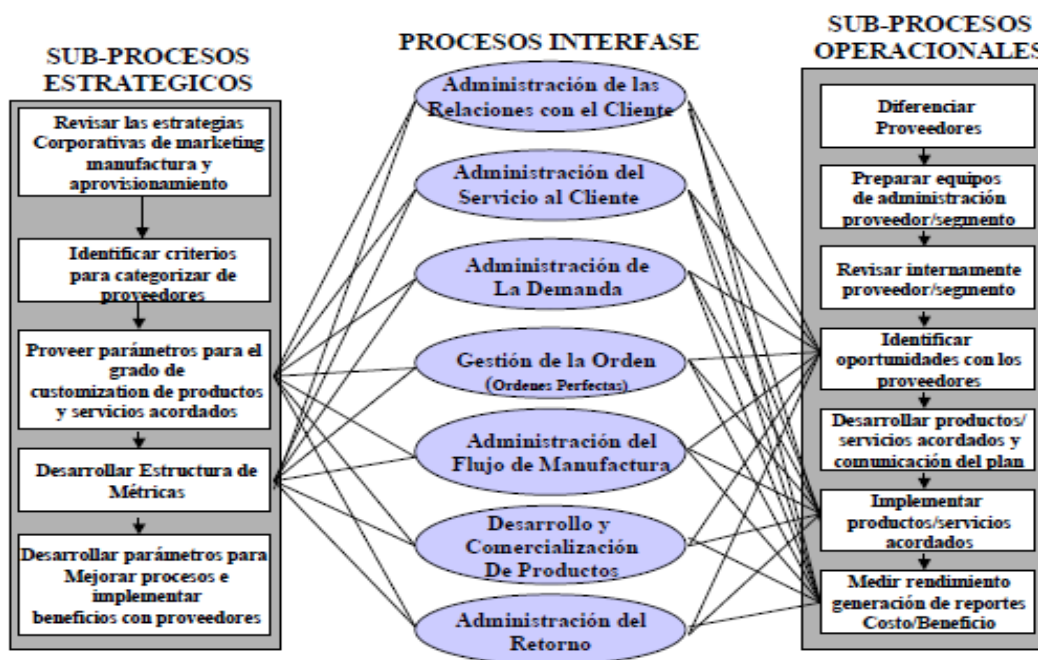 SUB-PROCESOS
ESTRATEGICOS
Revisar las estrategias
Corporativas de marketing
manufactura y
aprovisionamiento
Identificar criterios
para categorizar de
proveedores
Proveer parámetros para el
grado de
customization de productos
y servicios acordados
Desarrollar Estructura de
Métricas
Desarrollar parámetros para
Mejorar procesos e
implementar
beneficios con proveedores
PROCESOS INTERFASE
Administración de las
Relaciones con el Cliente
Administración del
Servicio al Cliente
Administración de
La Demanda
Gestión de la Orden
(Ordenes Perfectas)
Administración del
Flujo de Manufactura
Desarrollo y
Comercialización
De Productos
Administración del
Retorno
SUB-PROCESOS
OPERACIONALES
Diferenciar
Proveedores
Preparar equipos
de administración
proveedor/segmento
Revisar internamente
proveedor/segmento
Identificar
oportunidades con los
proveedores
Desarrollar productos/
servicios acordados y
comunicación del plan
Implementar
productos/servicios
acordados
Medir rendimiento
generación de reportes
Costo/Beneficio